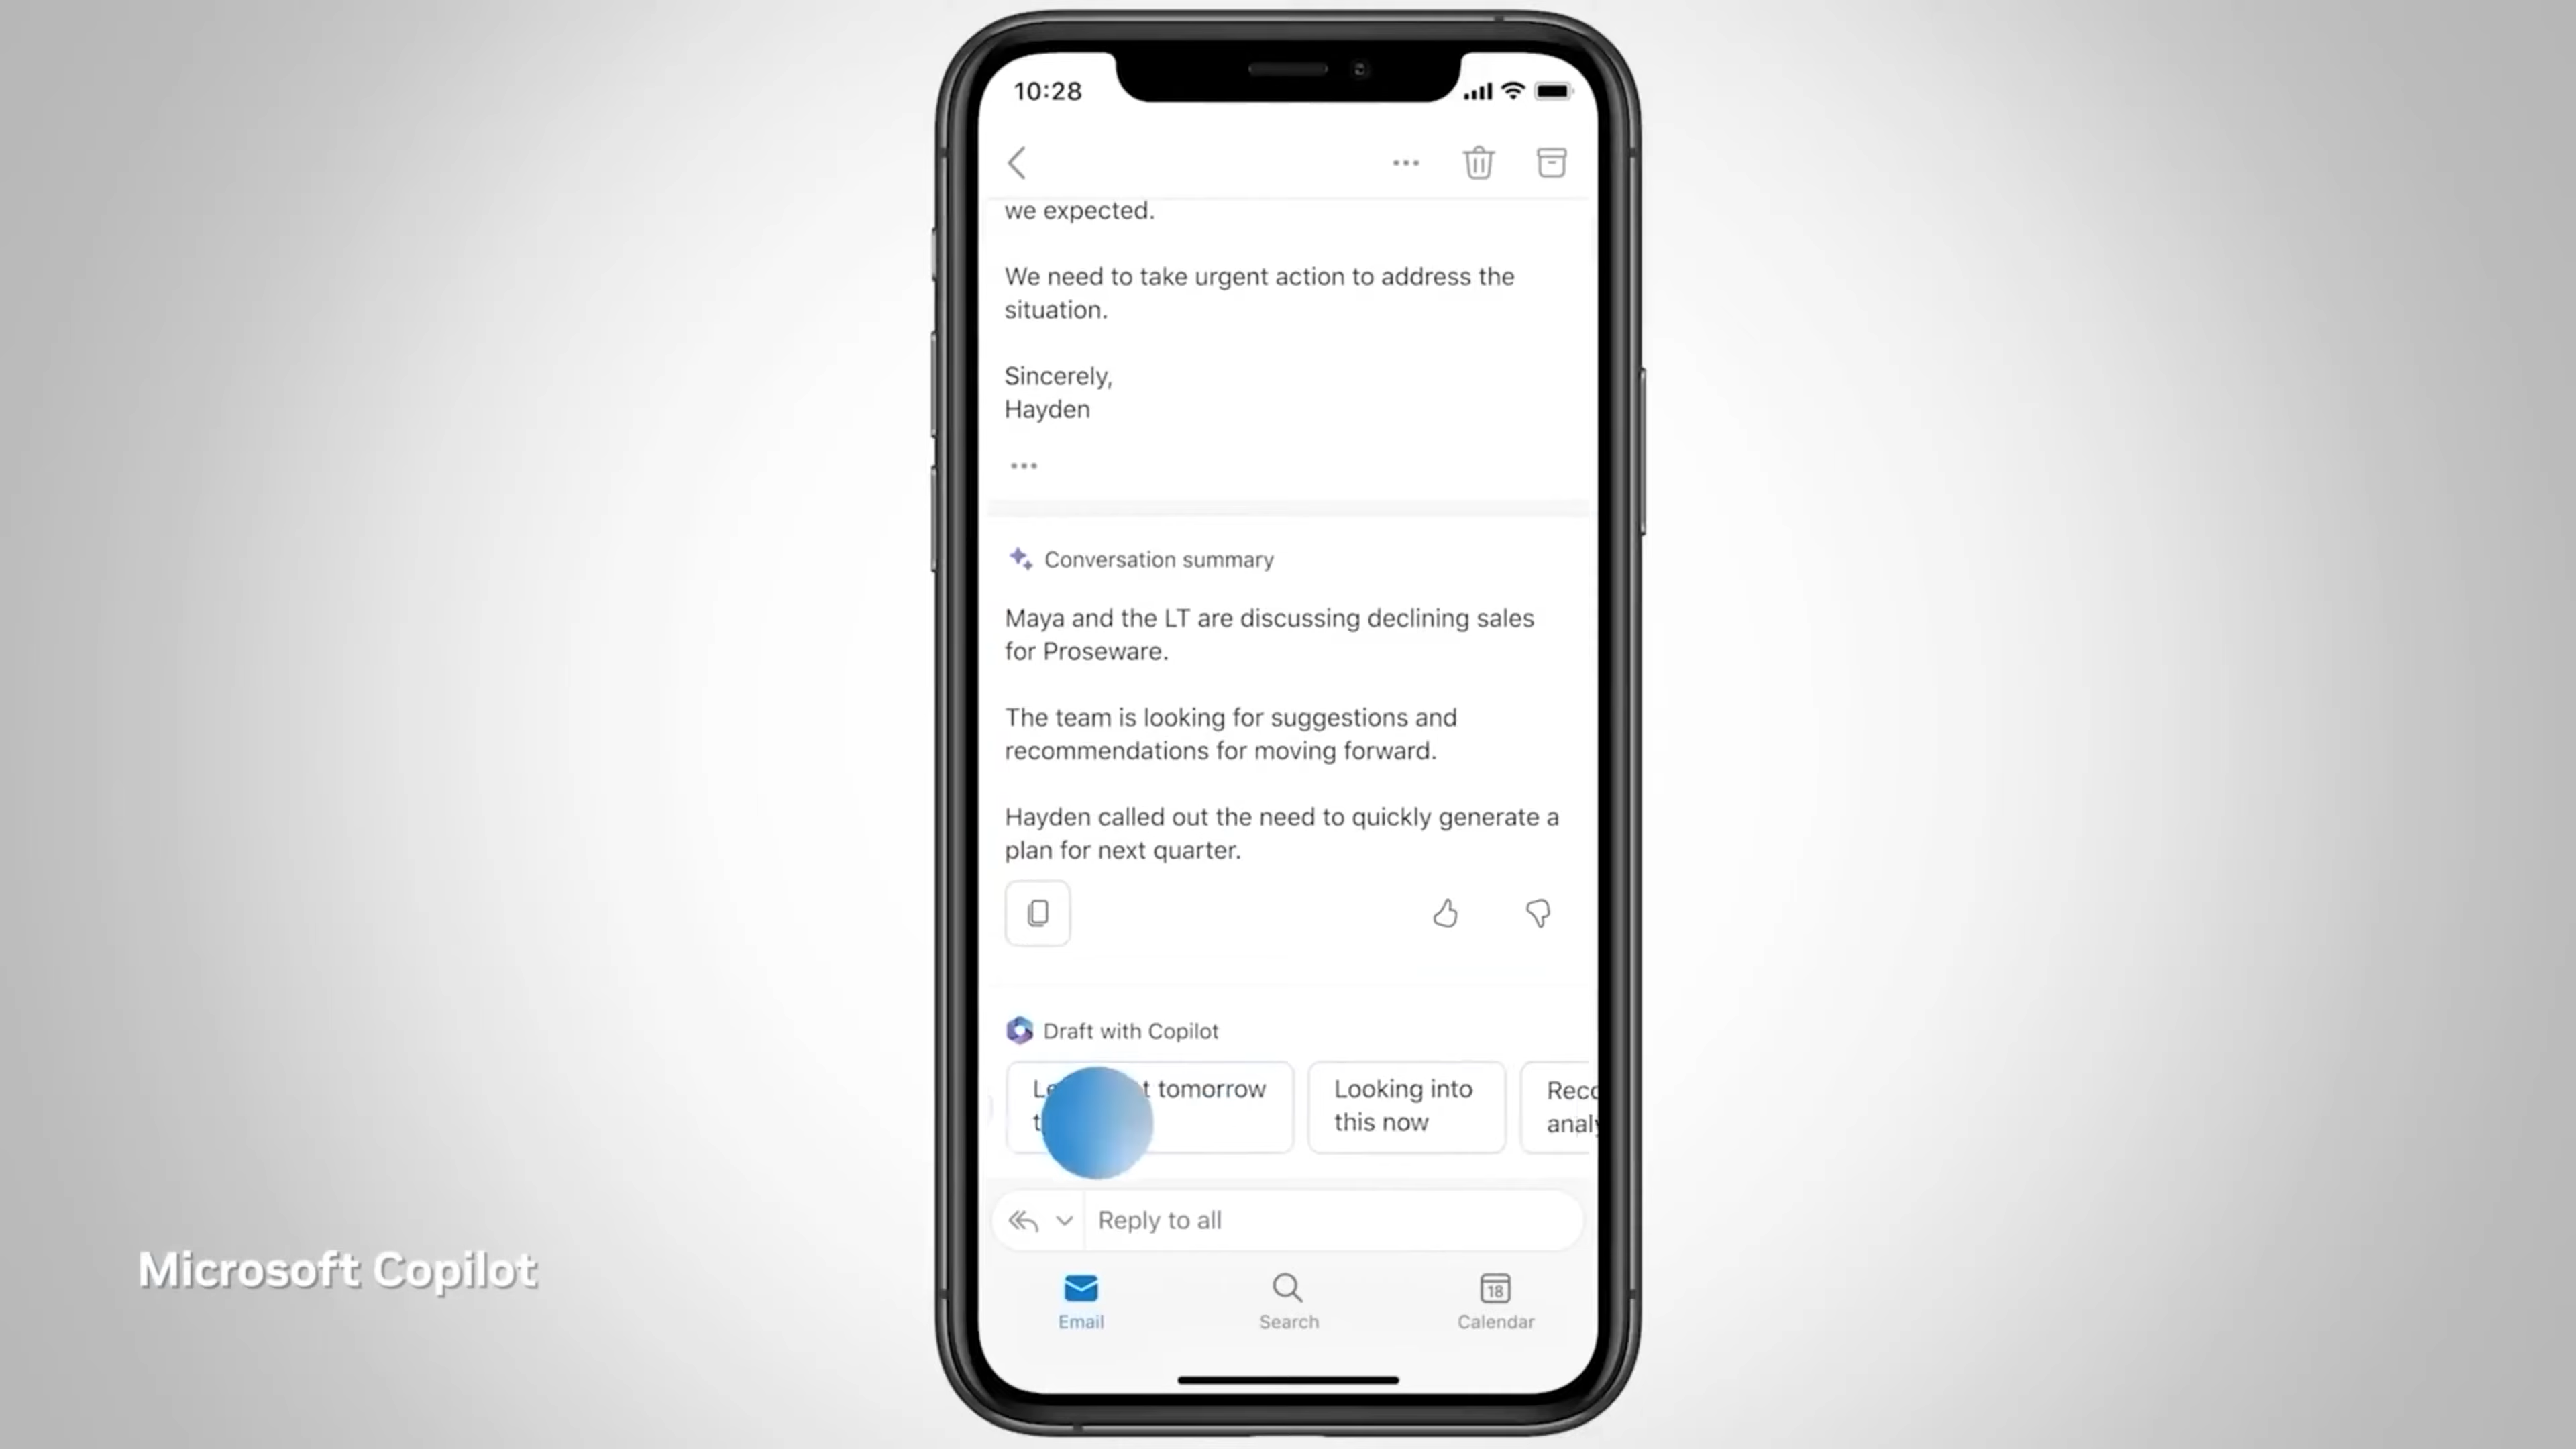 10:28
we expected.
We need to take urgent action to address the
situation.
Sincerely,
Hayden
Conversation summary
Maya and the LT are discussing declining sales
for Proseware.
The team is looking for suggestions and
recommendations for moving forward.
Hayden called out the need to quickly generate a
plan for next quarter.
Draft with Copilot
tomorrow
Looking into
this now
Reply to all
Microsoft Copilot
18
Email
Search
Calendar